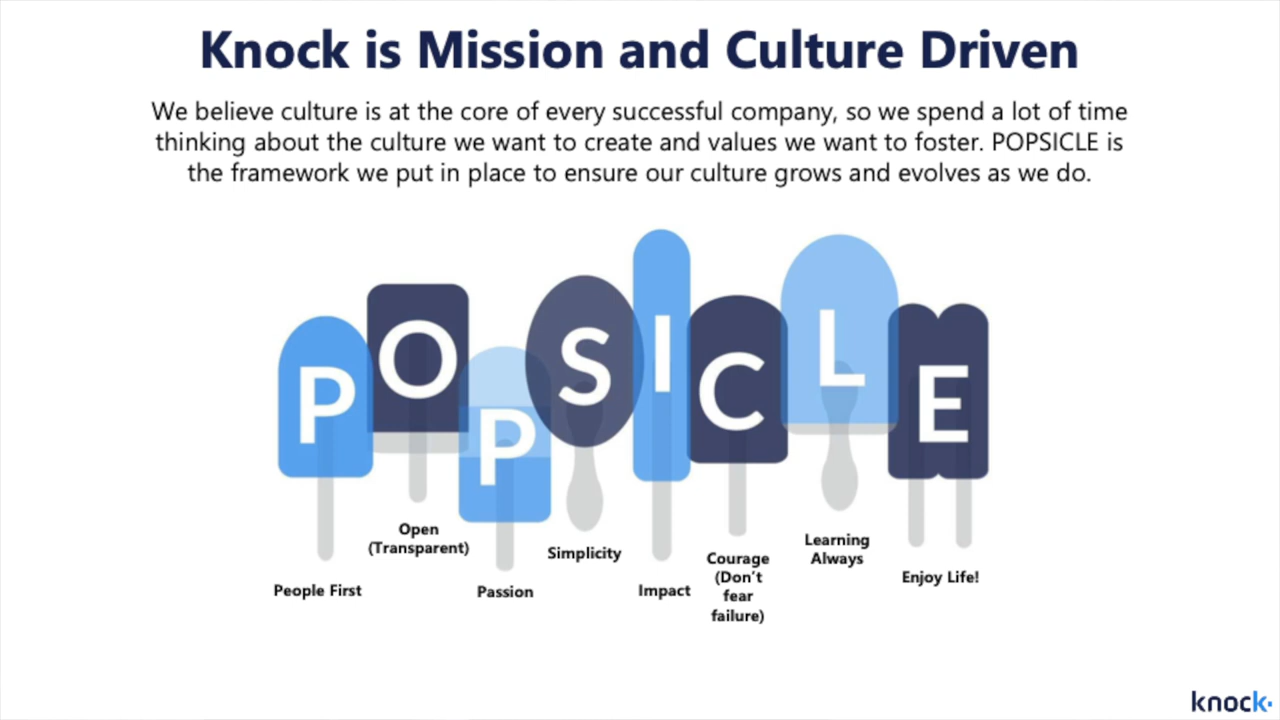 Knock is Mission and Culture Driven
We believe culture is at the core of every successful company, so we spend a lot of time
thinking about the culture we want to create and values we want to foster. POPSICLE is
the framework we put in place to ensure our culture grows and evolves as we do.
P O P S I C L E
People First
Open
(Transparent)
Passion
Simplicity
Impact
Courage
(Don't
fear
failure)
Learning
Always
Enjoy Life!
knock.